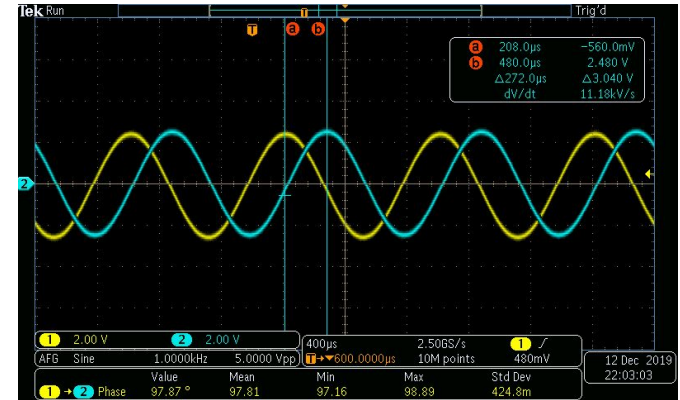 Tek Run Trig'd
T
T a b
a 208.0µs -560.0mV
b 480.0µs 2.480 V
△272.0µs △3.040 V
dV/dt 11.18kV/s
2
1 2.00 V 2 2.00 V
400µs 2.50GS/s 1
AFG Sine 1.0000kHz 5.0000 Vpp T→▼600.0000µs 10M points 480mV
12 Dec 2019
22:03:03
Value Mean Min Max Std Dev
1 → 2 Phase 97.87 ° 97.81 97.16 98.89 424.8m